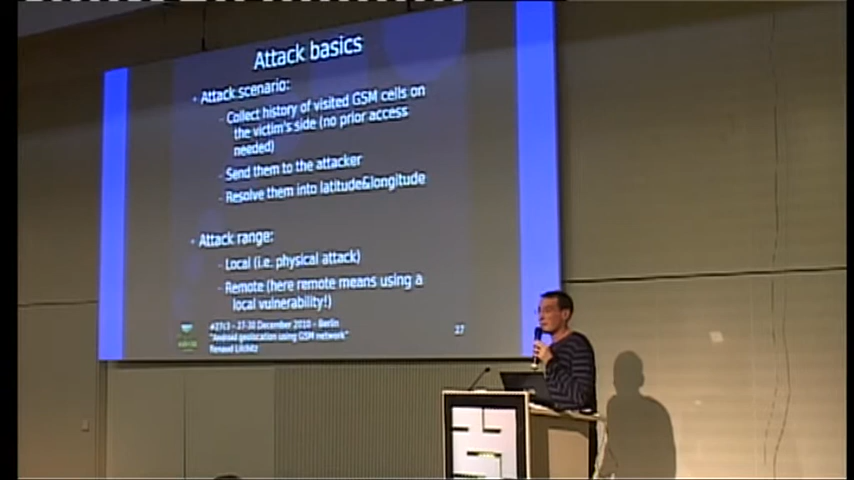 Attack basics
• Attack scenario:
- Collect history of visited GSM cells on
the victim's side (no prior access
needed)
- Send them to the attacker
- Resolve them into latitude&longitude
• Attack range:
- Local (i.e. physical attack)
- Remote (here remote means using a
local vulnerability!)
#27c3 – 27-30 December 2010 – Berlin
"Android geolocation using GSM network"
Renaud Lifchitz
27